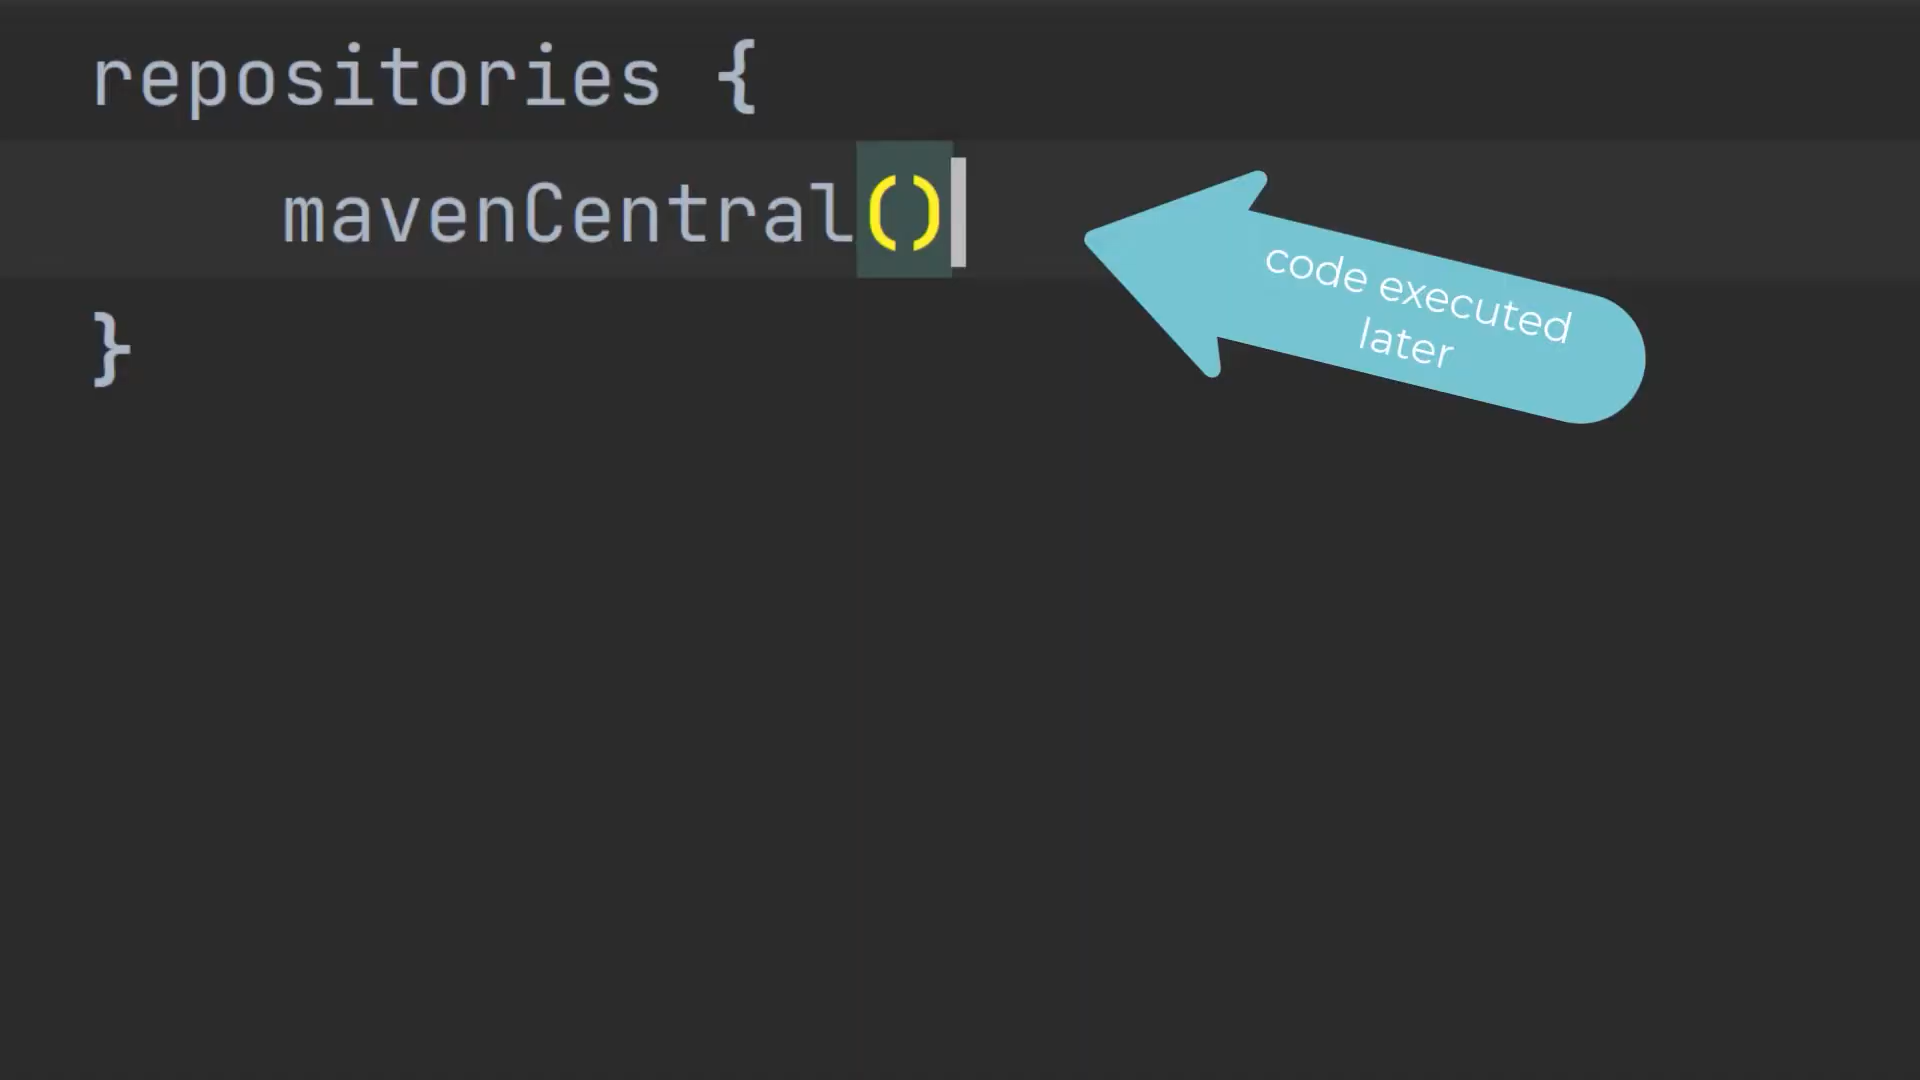 repositories {
mavenCentral()
}
code executed
later